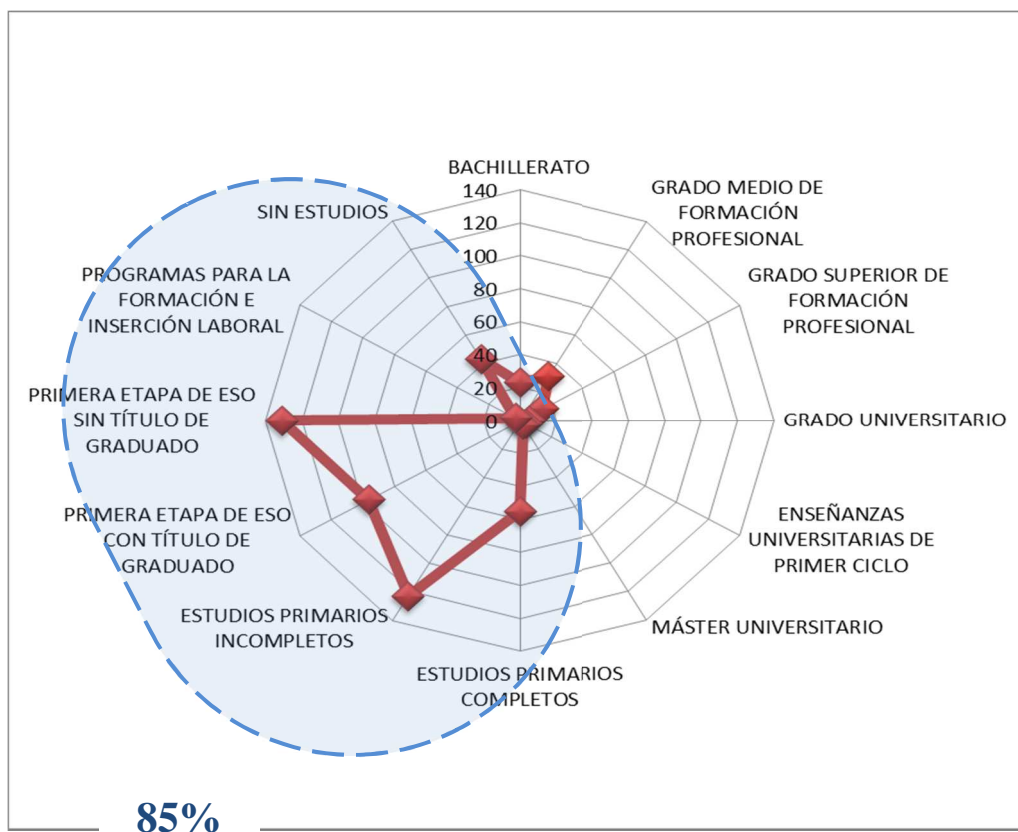 BACHILLERATO
140
120
100
80
60
40
20
0
GRADO MEDIO DE
FORMACIÓN
PROFESIONAL
GRADO SUPERIOR DE
FORMACIÓN
PROFESIONAL
GRADO UNIVERSITARIO
ENSEÑANZAS
UNIVERSITARIAS DE
PRIMER CICLO
MÁSTER UNIVERSITARIO
ESTUDIOS PRIMARIOS
COMPLETOS
ESTUDIOS PRIMARIOS
INCOMPLETOS
PRIMERA ETAPA DE ESO
CON TÍTULO DE
GRADUADO
PRIMERA ETAPA DE ESO
SIN TÍTULO DE
GRADUADO
PROGRAMAS PARA LA
FORMACIÓN E
INSERCIÓN LABORAL
SIN ESTUDIOS
85%